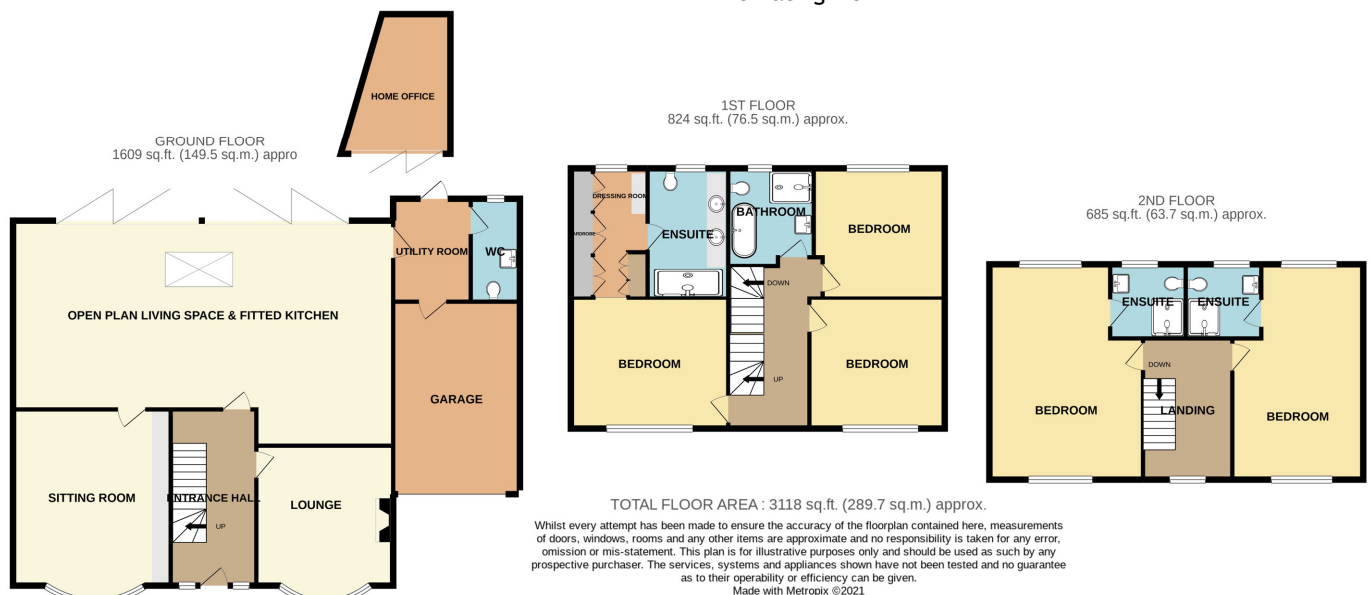 HOME OFFICE
GROUND FLOOR
1609 sq.ft. (149.5 sq.m.) appro
UTILITY ROOM
WC
OPEN PLAN LIVING SPACE & FITTED KITCHEN
GARAGE
SITTING ROOM
ENTRANCE HALL
UP
LOUNGE
1ST FLOOR
824 sq.ft. (76.5 sq.m.) approx.
DRESSING ROOM
ENSUITE
BATHROOM
BEDROOM
DOWN
BEDROOM
UP
BEDROOM
2ND FLOOR
685 sq.ft. (63.7 sq.m.) approx.
ENSUITE
ENSUITE
DOWN
BEDROOM
LANDING
BEDROOM
TOTAL FLOOR AREA : 3118 sq.ft. (289.7 sq.m.) approx.
Whilst every attempt has been made to ensure the accuracy of the floorplan contained here, measurements
of doors, windows, rooms and any other items are approximate and no responsibility is taken for any error,
omission or mis-statement. This plan is for illustrative purposes only and should be used as such by any
prospective purchaser. The services, systems and appliances shown have not been tested and no guarantee
as to their operability or efficiency can be given.
Made with Metropix ©2021